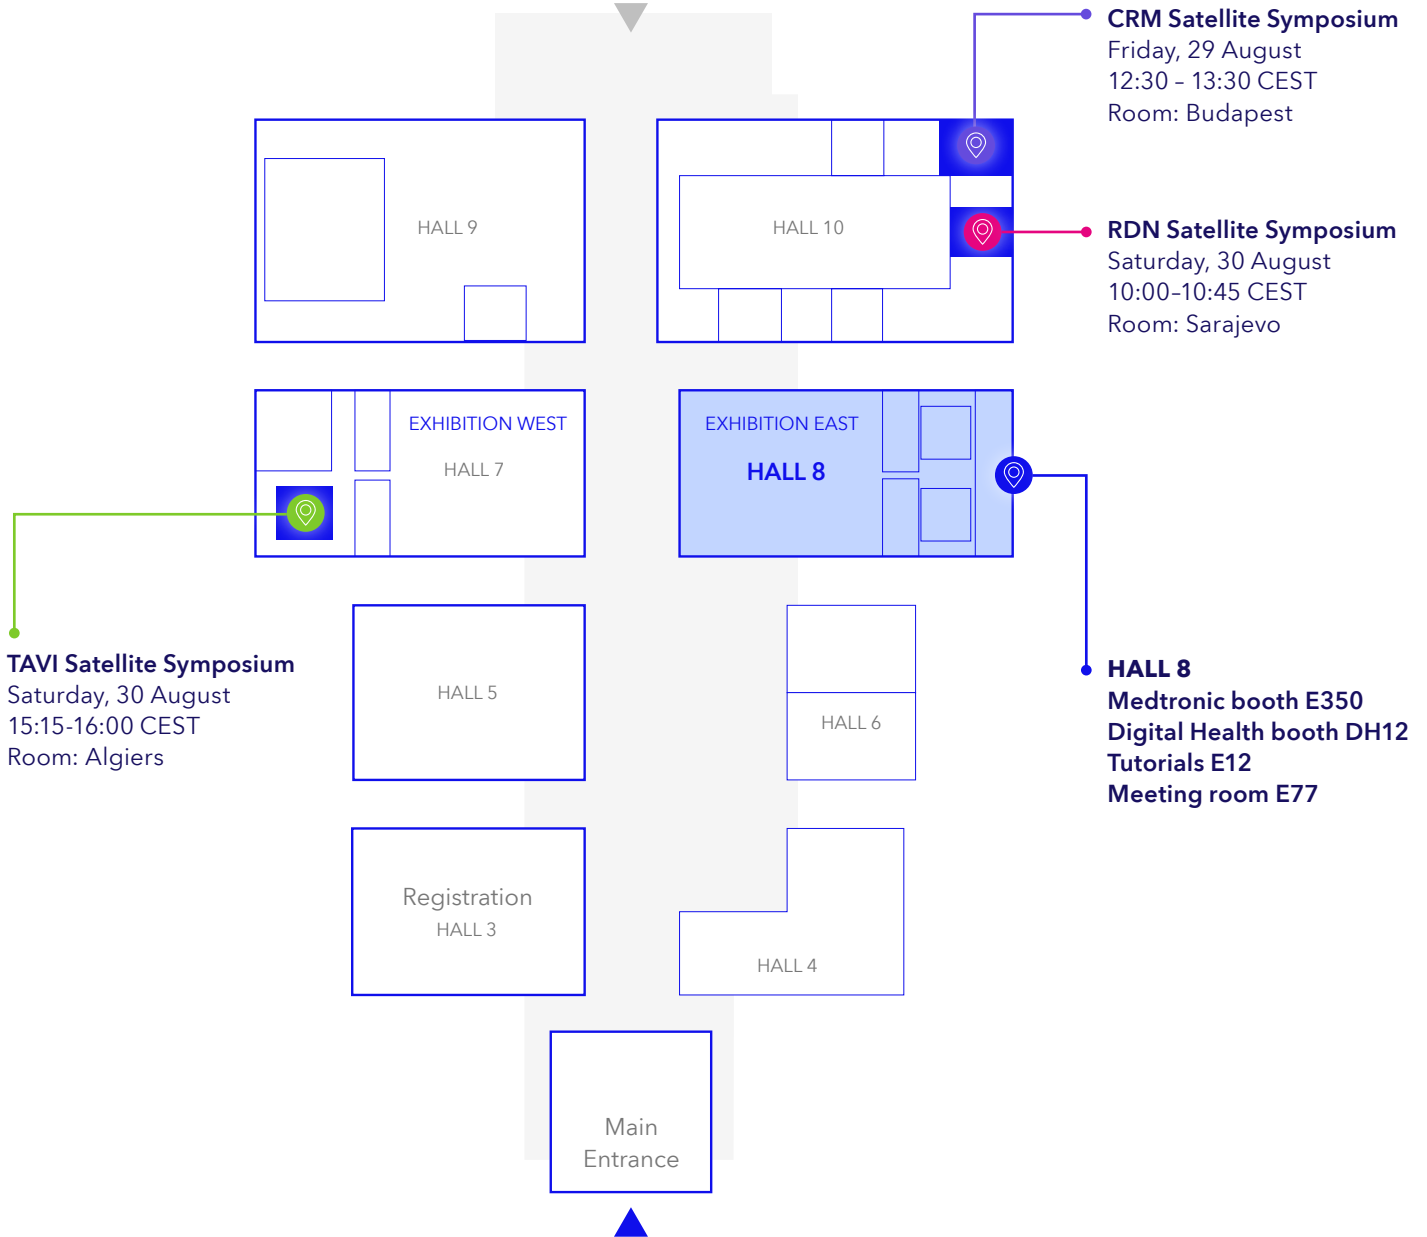 CRM Satellite Symposium
Friday, 29 August
12:30 – 13:30 CEST
Room: Budapest
HALL 9
HALL 10
RDN Satellite Symposium
Saturday, 30 August
10:00–10:45 CEST
Room: Sarajevo
EXHIBITION WEST
HALL 7
EXHIBITION EAST
HALL 8
TAVI Satellite Symposium
Saturday, 30 August
15:15-16:00 CEST
Room: Algiers
HALL 5
HALL 6
HALL 8
Medtronic booth E350
Digital Health booth DH12
Tutorials E12
Meeting room E77
Registration
HALL 3
HALL 4
Main
Entrance